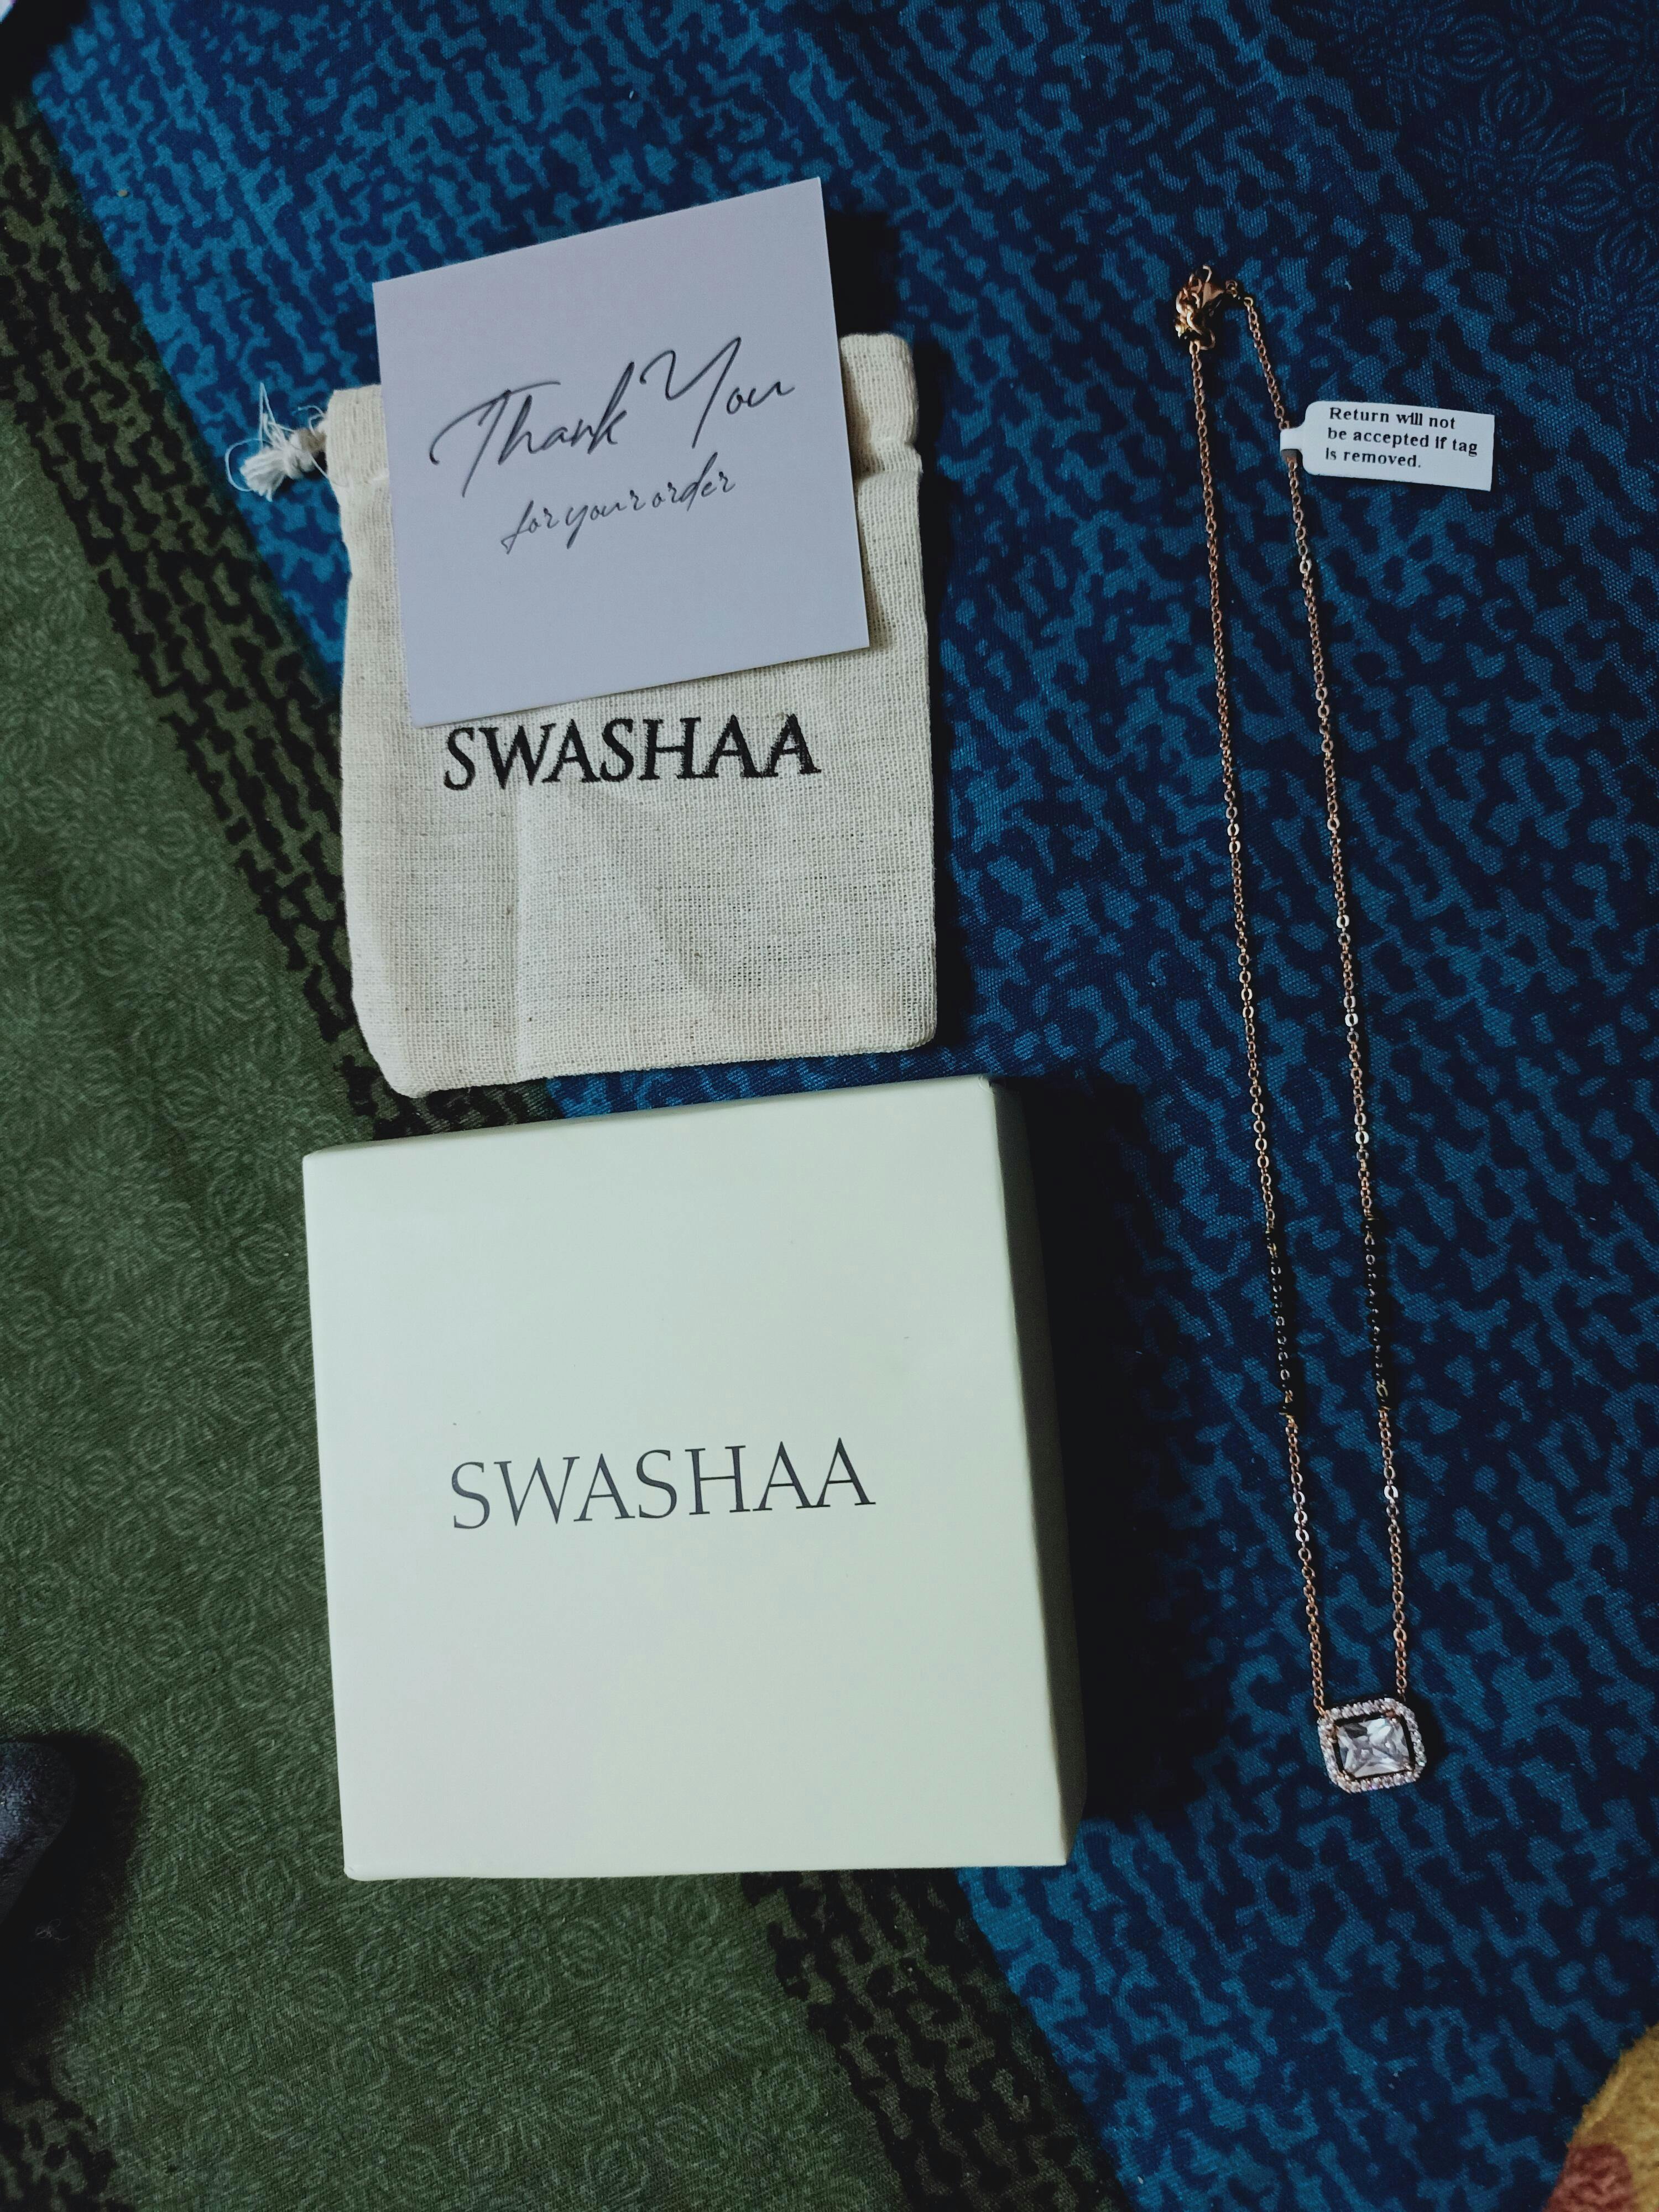 Thank You
for your order
SWASHAA
SWASHAA
Return will not
be accepted if tag
is removed.